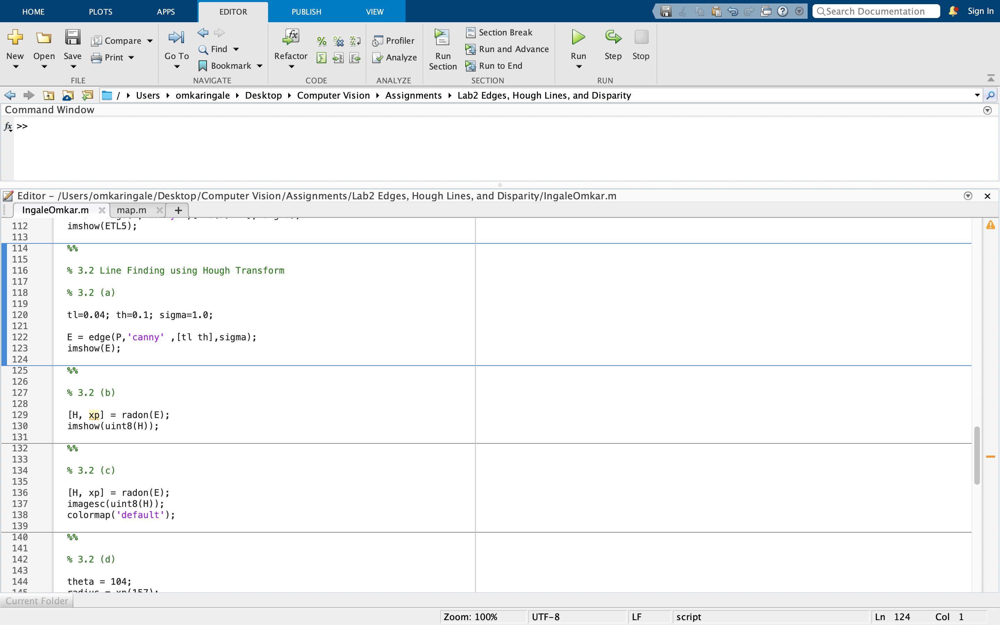 HOME PLOTS APPS EDITOR PUBLISH VIEW Search Documentation Sign In
New Open Save Compare Print
FILE
Go To Find Bookmark
NAVIGATE
Refactor
CODE
Profiler Analyze
ANALYZE
Run Section Section Break Run and Advance Run to End
SECTION
Run Step Stop
RUN
/ Users omkaringale Desktop Computer Vision Assignments Lab2 Edges, Hough Lines, and Disparity
Command Window
fx >>
Editor – /Users/omkaringale/Desktop/Computer Vision/Assignments/Lab2 Edges, Hough Lines, and Disparity/IngaleOmkar.m
IngaleOmkar.m map.m +
112 imshow(ETL5);
113
114 %%
115
116 % 3.2 Line Finding using Hough Transform
117
118 % 3.2 (a)
119
120 tl=0.04; th=0.1; sigma=1.0;
121
122 E = edge(P,'canny' ,[tl th],sigma);
123 imshow(E);
124
125 %%
126
127 % 3.2 (b)
128
129 [H, xp] = radon(E);
130 imshow(uint8(H));
131
132 %%
133
134 % 3.2 (c)
135
136 [H, xp] = radon(E);
137 imagesc(uint8(H));
138 colormap('default');
139
140 %%
141
142 % 3.2 (d)
143
144 theta = 104;
145 radius = xp(157);
Current Folder
Zoom: 100% UTF-8 LF script Ln 124 Col 1